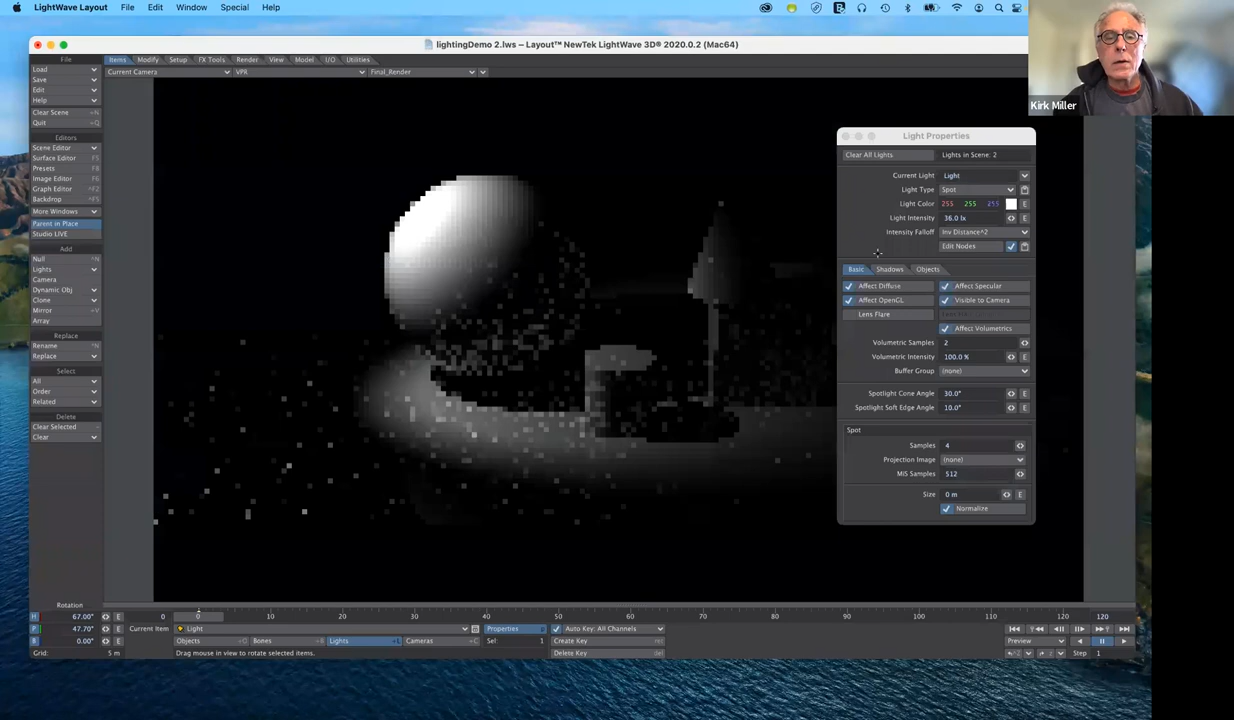 LightWave Layout File Edit Window Special Help
lightingDemo 2.lws – Layout™ NewTek LightWave 3D® 2020.0.2 (Mac64)
Kirk Miller
File
Items Modify Setup FX Tools Render View Model I/O Utilities
Load
Current Camera VPR Final_Render
Save
Edit
Help
Clear Scene +N
Quit +Q
Editors
Scene Editor
Surface Editor F5
Presets F8
Image Editor F6
Graph Editor ^F2
Backdrop ^F5
More Windows
Parent in Place
Studio LIVE
Add
Null
Lights
Camera
Dynamic Obj
Clone
Mirror
Array
Replace
Rename
Replace
Select
All
Order
Related
Delete
Clear Selected
Clear
Light Properties
Clear All Lights Lights in Scene: 2
Current Light Light
Light Type Spot
Light Color 255 255 255 E
Light Intensity 36.0 lx E
Intensity Falloff Inv Distance^2
Edit Nodes
Basic Shadows Objects
Affect Diffuse Affect Specular
Affect OpenGL Visible to Camera
Lens Flare
Affect Volumetrics
Volumetric Samples 2
Volumetric Intensity 100.0 % E
Buffer Group (none)
Spotlight Cone Angle 30.0° E
Spotlight Soft Edge Angle 10.0° E
Spot
Samples 4
Projection Image (none)
MiS Samples 512
Size 0 m E
Normalize
Rotation
H 67.00° E 0 0 10 20 30 40 50 60 70 80 90 100 110 120 120
P 47.70° E Current Item Light Properties Auto Key: All Channels
B 0.00° E Objects Bones Lights Cameras Sel: 1 Create Key Preview
Grid: 5 m Drag mouse in view to rotate selected items. Delete Key Step 1